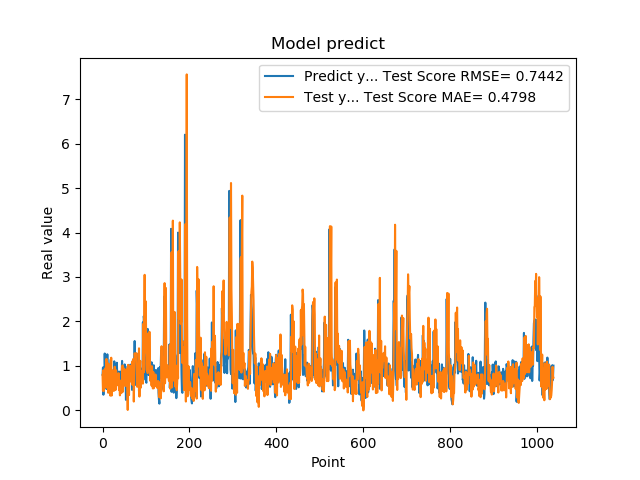 Model predict
Predict y... Test Score RMSE= 0.7442
Test y... Test Score MAE= 0.4798
Real value
7
6
5
4
3
2
1
0
0 200 400 600 800 1000
Point